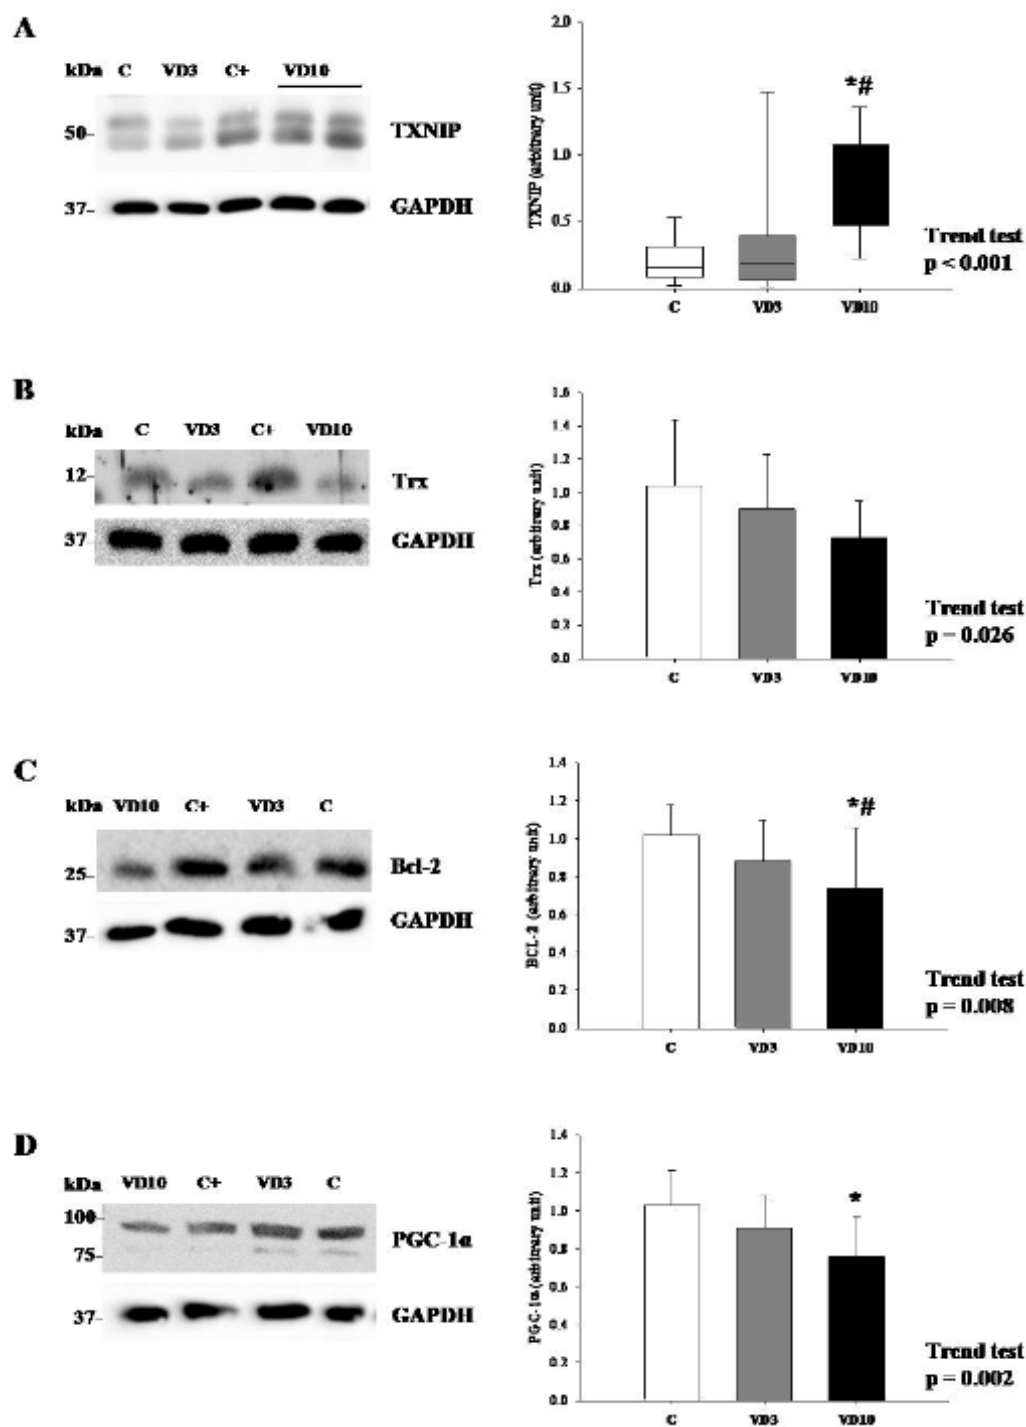 A
kDa C VD3 C+ VD10
50-
TXNIP
37-
GAPDH
TXNIP (arbitrary unit)
2.0
1.5
1.0
0.5
0.0
*#
C VD3 VD10
Trend test
p < 0.001
B
kDa C VD3 C+ VD10
12-
Trx
37-
GAPDH
Trx (arbitrary unit)
1.6
1.4
1.2
1.0
0.8
0.6
0.4
0.2
0.0
C VD3 VD10
Trend test
p = 0.026
C
kDa VD10 C+ VD3 C
25-
Bcl-2
37-
GAPDH
BCL-2 (arbitrary unit)
1.4
1.2
1.0
0.8
0.6
0.4
0.2
0.0
*#
C VD3 VD10
Trend test
p = 0.008
D
kDa VD10 C+ VD3 C
100-
75-
PGC-1α
37-
GAPDH
PGC-1α (arbitrary unit)
1.4
1.2
1.0
0.8
0.6
0.4
0.2
0.0
*
C VD3 VD10
Trend test
p = 0.002